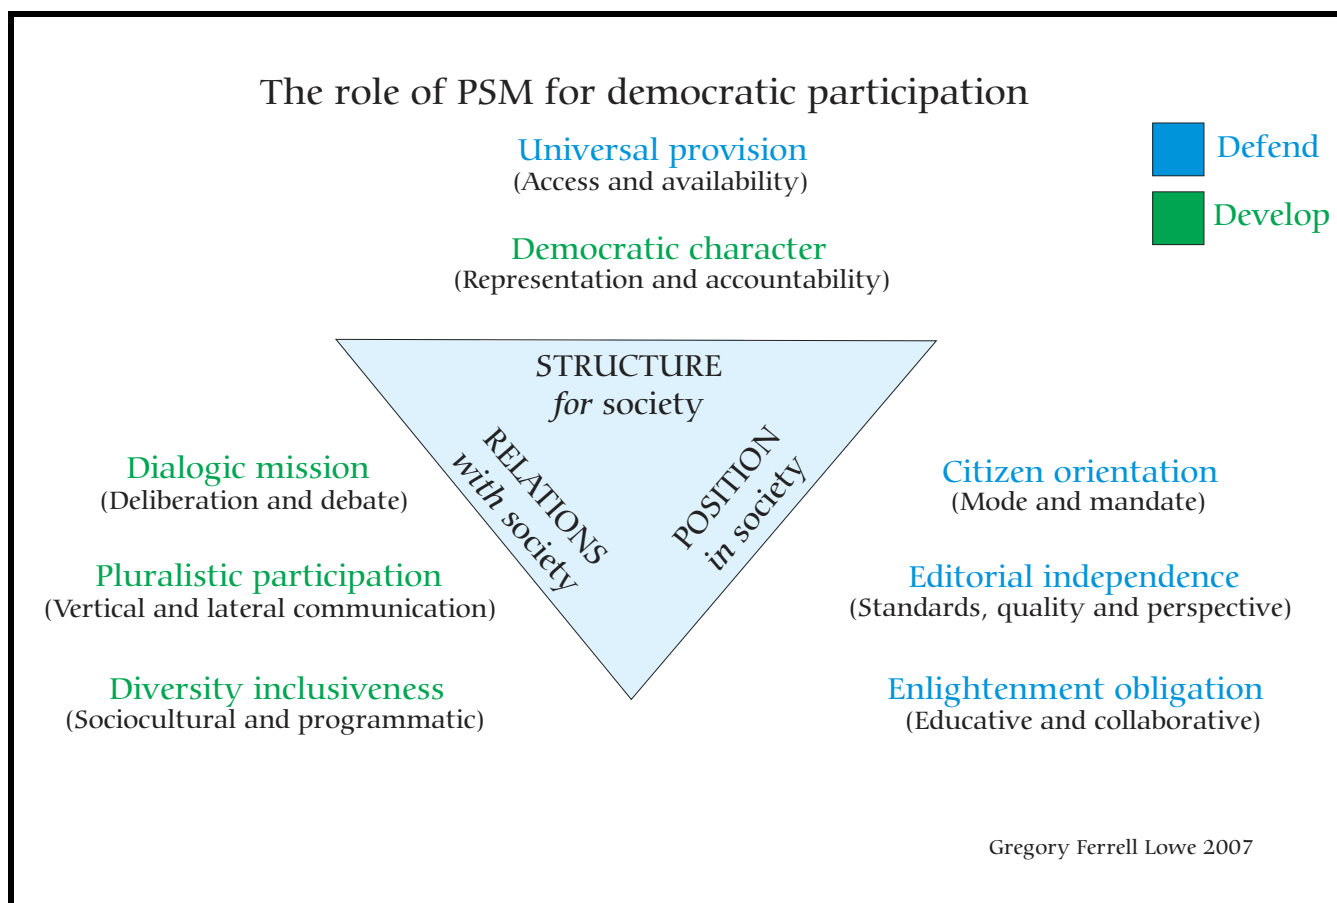 The role of PSM for democratic participation
Universal provision
(Access and availability)
Defend
Develop
Democratic character
(Representation and accountability)
STRUCTURE
for society
RELATIONS
with society
POSITION
in society
Dialogic mission
(Deliberation and debate)
Pluralistic participation
(Vertical and lateral communication)
Diversity inclusiveness
(Sociocultural and programmatic)
Citizen orientation
(Mode and mandate)
Editorial independence
(Standards, quality and perspective)
Enlightenment obligation
(Educative and collaborative)
Gregory Ferrell Lowe 2007